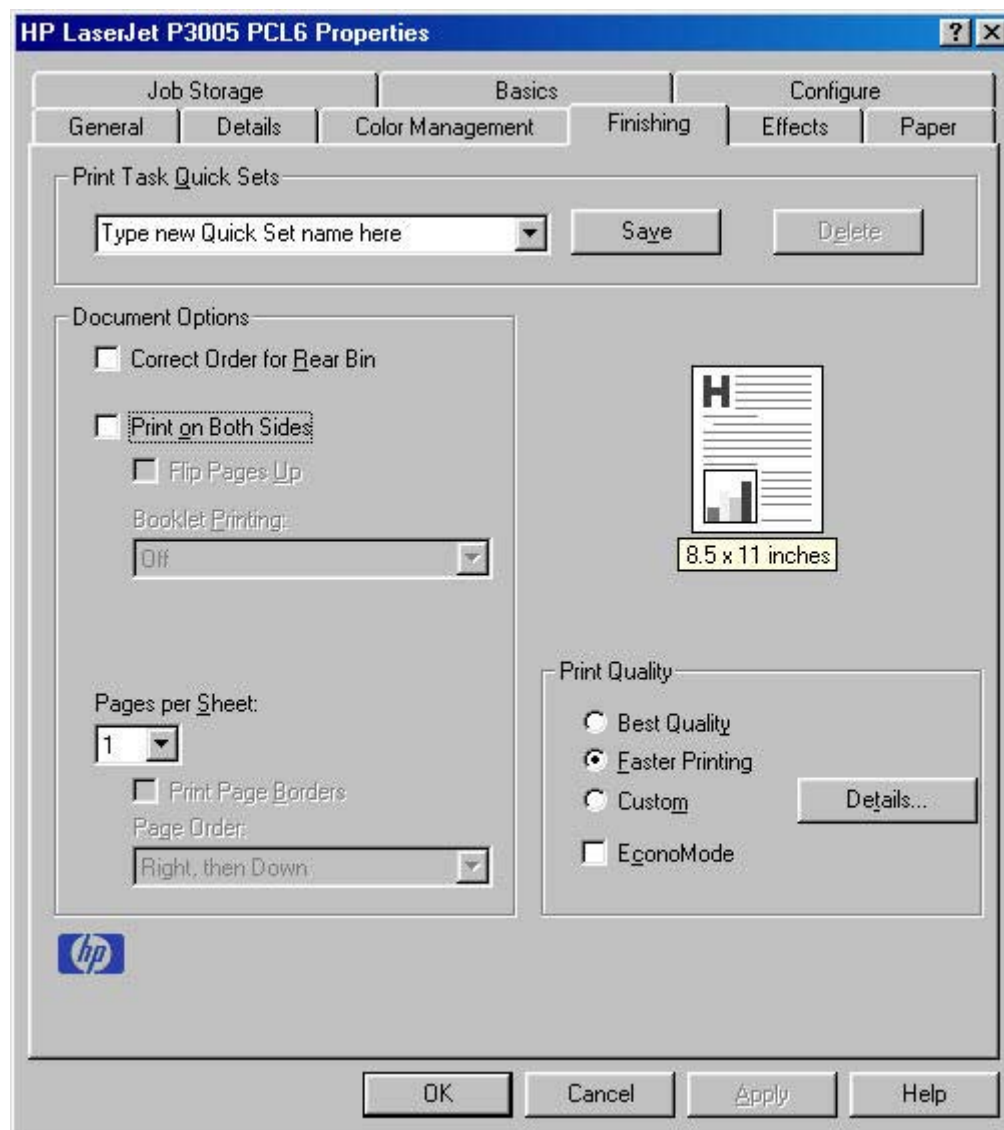 HP LaserJet P3005 PCL6 Properties
Job Storage Basics Configure
General Details Color Management Finishing Effects Paper
Print Task Quick Sets
Type new Quick Set name here Save Delete
Document Options
Correct Order for Rear Bin
Print on Both Sides
Flip Pages Up
Booklet Printing:
Off
H
8.5 x 11 inches
Pages per Sheet:
1
Print Page Borders
Page Order:
Right, then Down
Print Quality
Best Quality
Faster Printing
Custom
Details...
EconoMode
hp
OK Cancel Apply Help